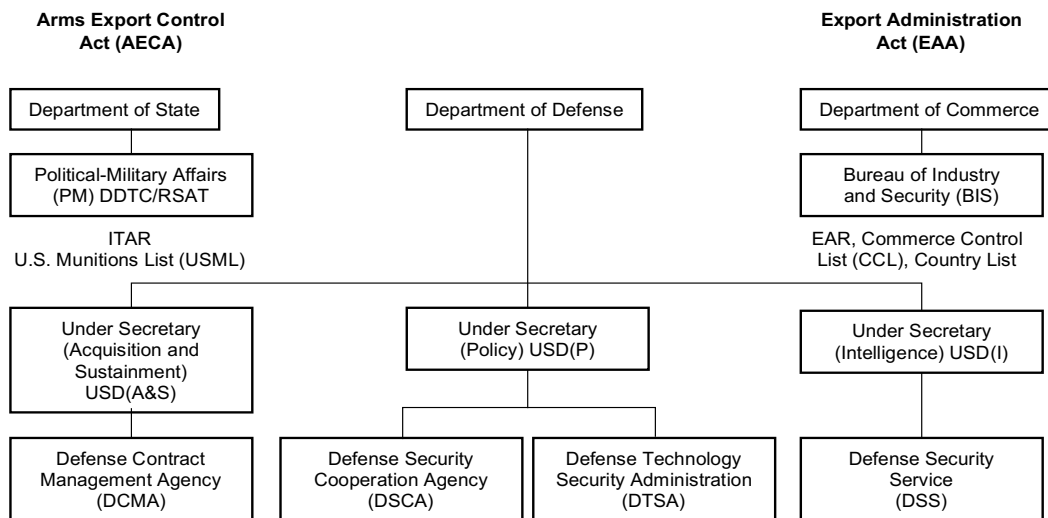 Arms Export Control
Act (AECA)
Export Administration
Act (EAA)
Department of State
Department of Defense
Department of Commerce
Political-Military Affairs
(PM) DDTC/RSAT
Bureau of Industry
and Security (BIS)
ITAR
U.S. Munitions List (USML)
EAR, Commerce Control
List (CCL), Country List
Under Secretary
(Acquisition and
Sustainment)
USD(A&S)
Under Secretary
(Policy) USD(P)
Under Secretary
(Intelligence) USD(I)
Defense Contract
Management Agency
(DCMA)
Defense Security
Cooperation Agency
(DSCA)
Defense Technology
Security Administration
(DTSA)
Defense Security
Service
(DSS)